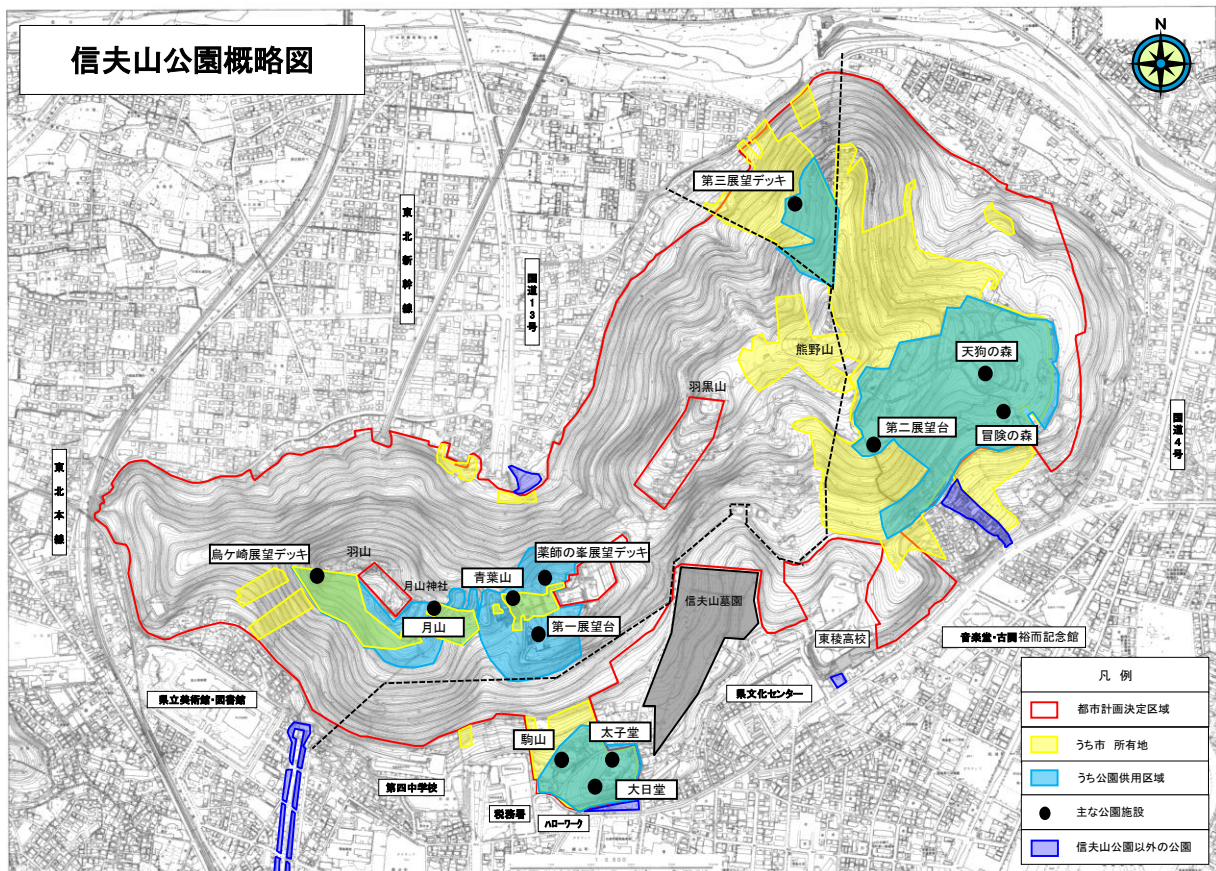 信夫山公園概略図
N
第三展望デッキ
東北新幹線
国道13号
熊野山
天狗の森
羽黒山
第二展望台
冒険の森
国道4号
東北本線
烏ケ崎展望デッキ
羽山
薬師の峯展望デッキ
月山神社
青葉山
信夫山墓園
月山
第一展望台
東稜高校
音楽堂・古関裕而記念館
県立美術館・図書館
県文化センター
駒山
太子堂
第四中学校
大日堂
税務署
ハローワーク
凡 例
都市計画決定区域
うち市 所有地
うち公園供用区域
主な公園施設
信夫山公園以外の公園